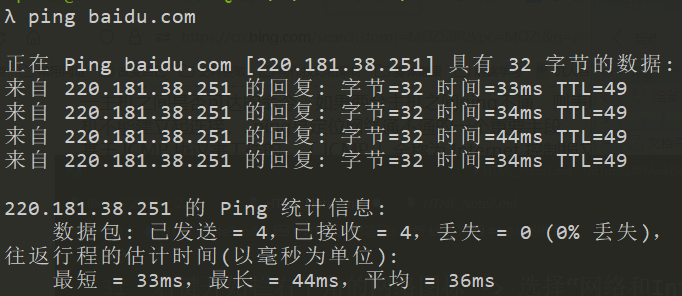 λ ping baidu.com
正在 Ping baidu.com [220.181.38.251] 具有 32 字节的数据:
来自 220.181.38.251 的回复: 字节=32 时间=33ms TTL=49
来自 220.181.38.251 的回复: 字节=32 时间=34ms TTL=49
来自 220.181.38.251 的回复: 字节=32 时间=44ms TTL=49
来自 220.181.38.251 的回复: 字节=32 时间=34ms TTL=49
220.181.38.251 的 Ping 统计信息:
数据包: 已发送 = 4，已接收 = 4，丢失 = 0 (0% 丢失)，
往返行程的估计时间(以毫秒为单位):
最短 = 33ms，最长 = 44ms，平均 = 36ms